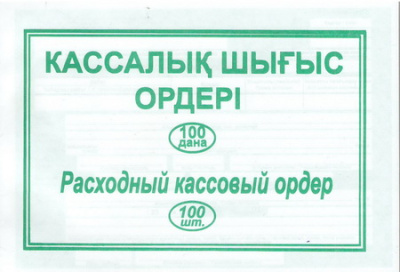 КАССАЛЫҚ ШЫҒЫС
ОРДЕРІ
100
дана
Расходный кассовый ордер
100
шт.